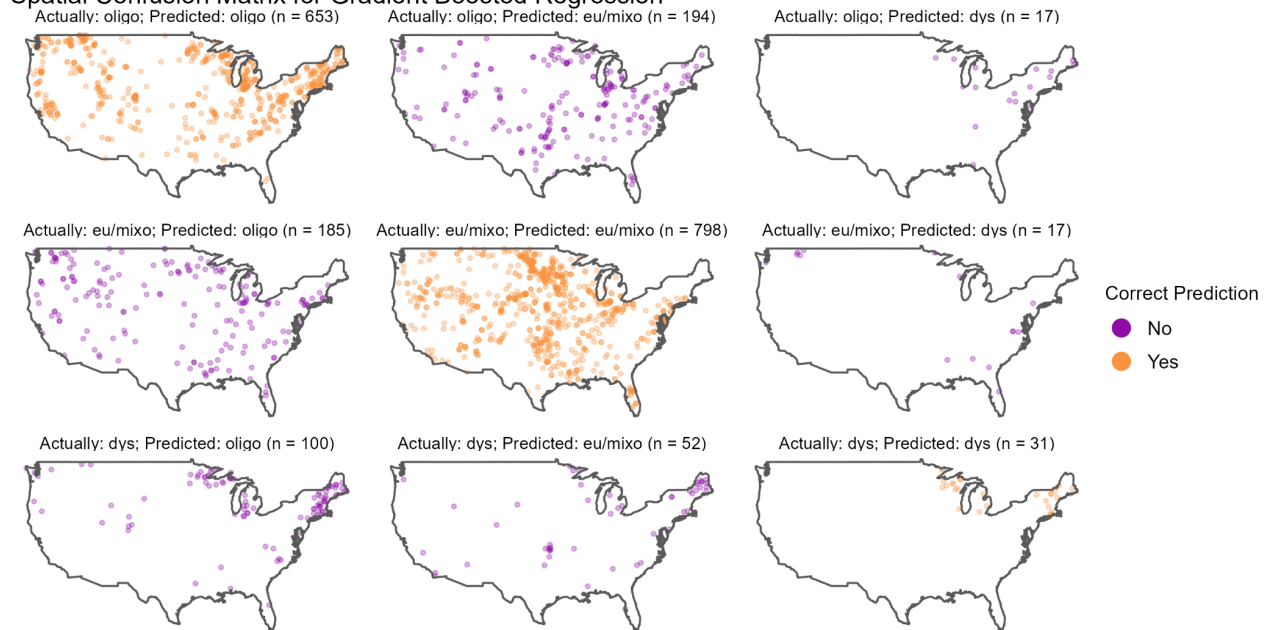 Spatial Confusion Matrix for Gradient Boosted Regression
Actually: oligo; Predicted: oligo (n = 653)
Actually: oligo; Predicted: eu/mixo (n = 194)
Actually: oligo; Predicted: dys (n = 17)
Actually: eu/mixo; Predicted: oligo (n = 185)
Actually: eu/mixo; Predicted: eu/mixo (n = 798)
Actually: eu/mixo; Predicted: dys (n = 17)
Correct Prediction
No
Yes
Actually: dys; Predicted: oligo (n = 100)
Actually: dys; Predicted: eu/mixo (n = 52)
Actually: dys; Predicted: dys (n = 31)